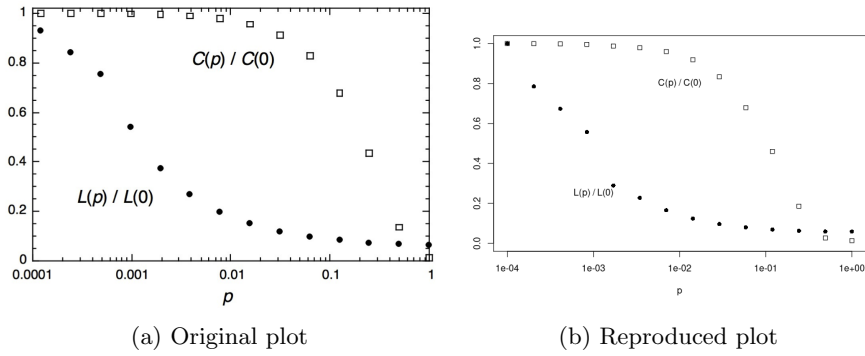 1
0.8
0.6
0.4
0.2
0
C(p) / C(0)
L(p) / L(0)
0.0001 0.001 0.01 0.1 1
p
(a) Original plot
1.0
0.8
0.6
0.4
0.2
0.0
C(p) / C(0)
L(p) / L(0)
1e-04 1e-03 1e-02 1e-01 1e+00
p
(b) Reproduced plot